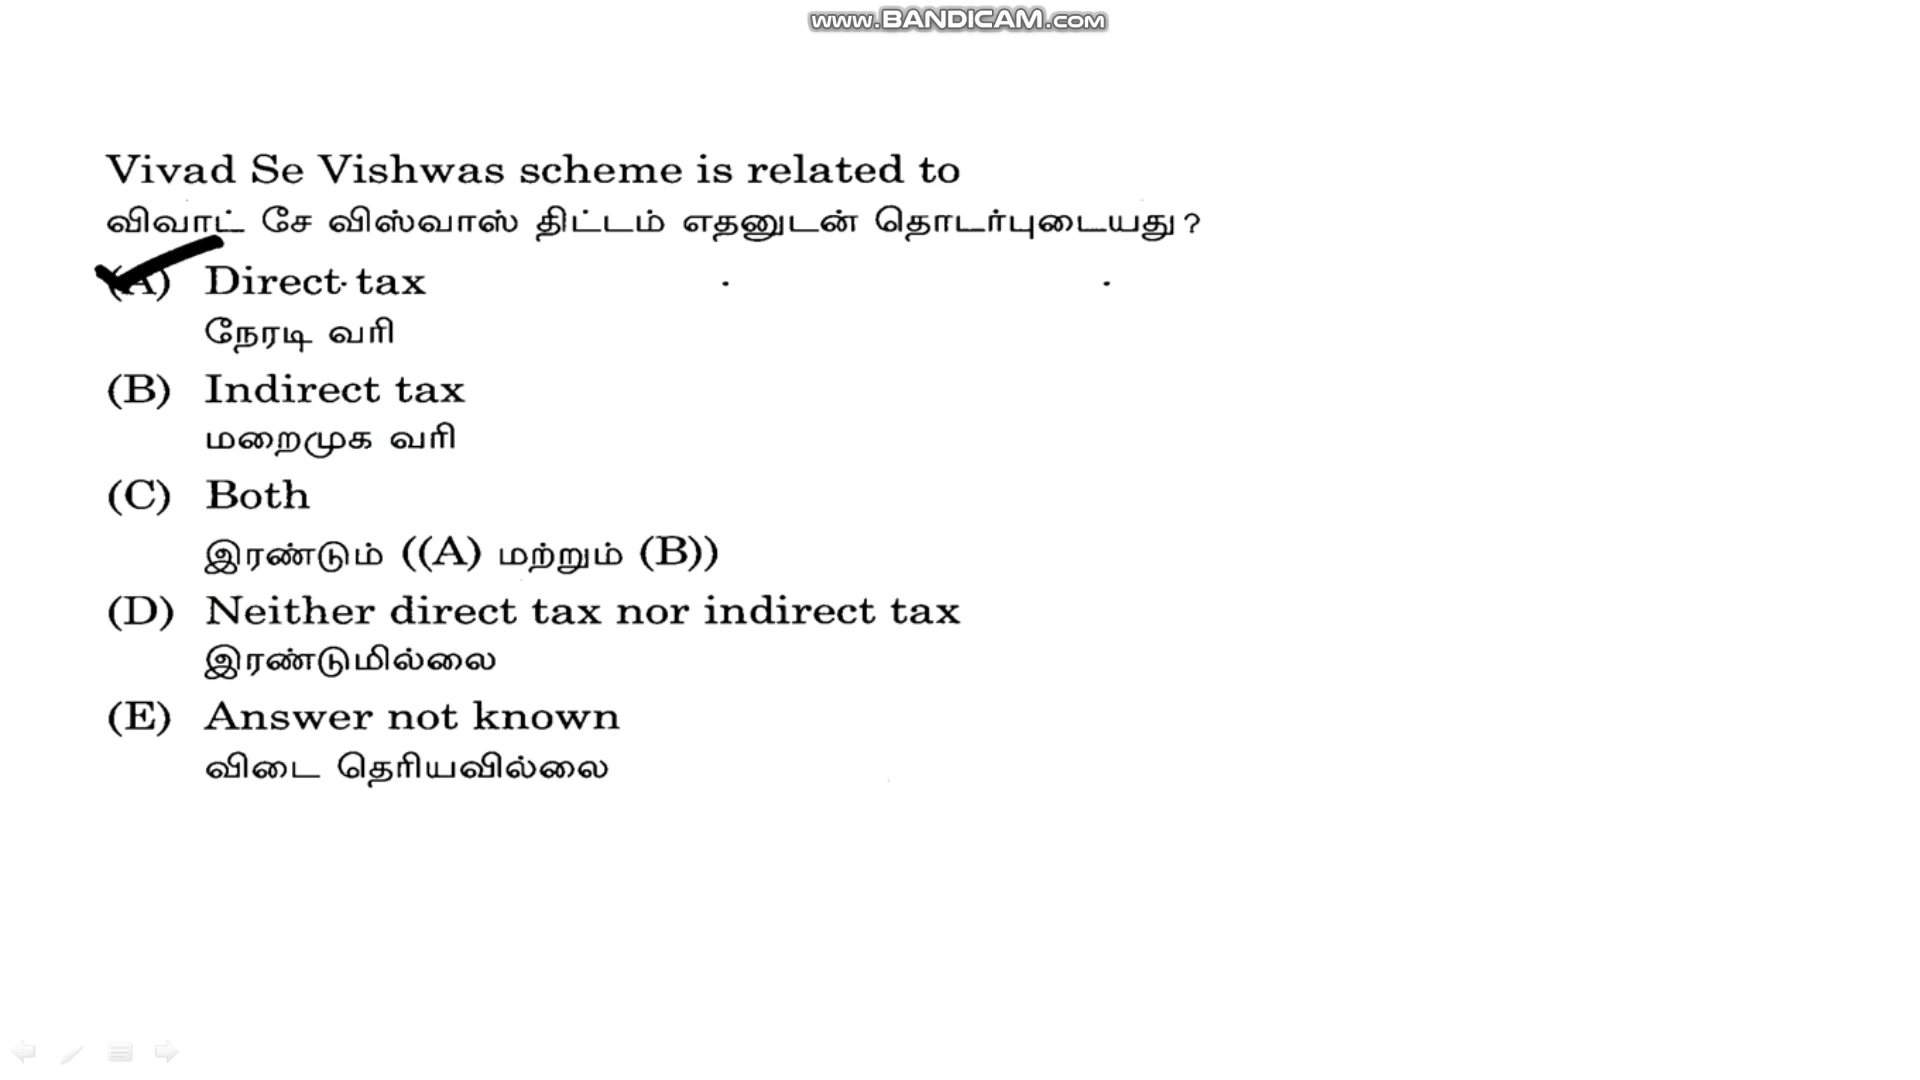 www.BANDICAM.com
Vivad Se Vishwas scheme is related to
விவாட் சே விஸ்வாஸ் திட்டம் எதனுடன் தொடர்புடையது?
(A) Direct tax
நேரடி வரி
(B) Indirect tax
மறைமுக வரி
(C) Both
இரண்டும் ((A) மற்றும் (B))
(D) Neither direct tax nor indirect tax
இரண்டுமில்லை
(E) Answer not known
விடை தெரியவில்லை